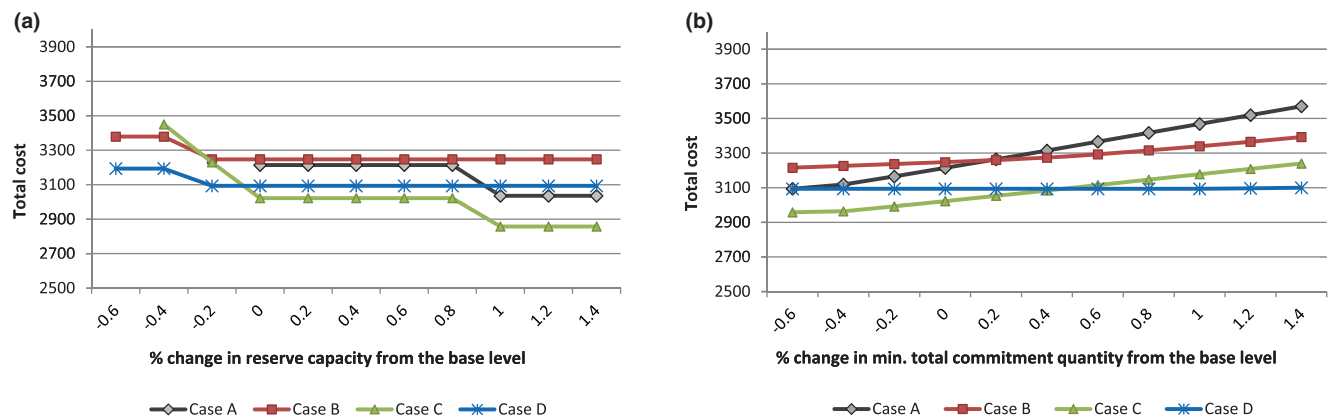 (a)
Total cost
3900
3700
3500
3300
3100
2900
2700
2500
-0.6
-0.4
-0.2
0
0.2
0.4
0.6
0.8
1.0
1.2
1.4
% change in reserve capacity from the base level
Case A
Case B
Case C
Case D
(b)
Total cost
3900
3700
3500
3300
3100
2900
2700
2500
-0.6
-0.4
-0.2
0
0.2
0.4
0.6
0.8
1.0
1.2
1.4
% change in min. total commitment quantity from the base level
Case A
Case B
Case C
Case D